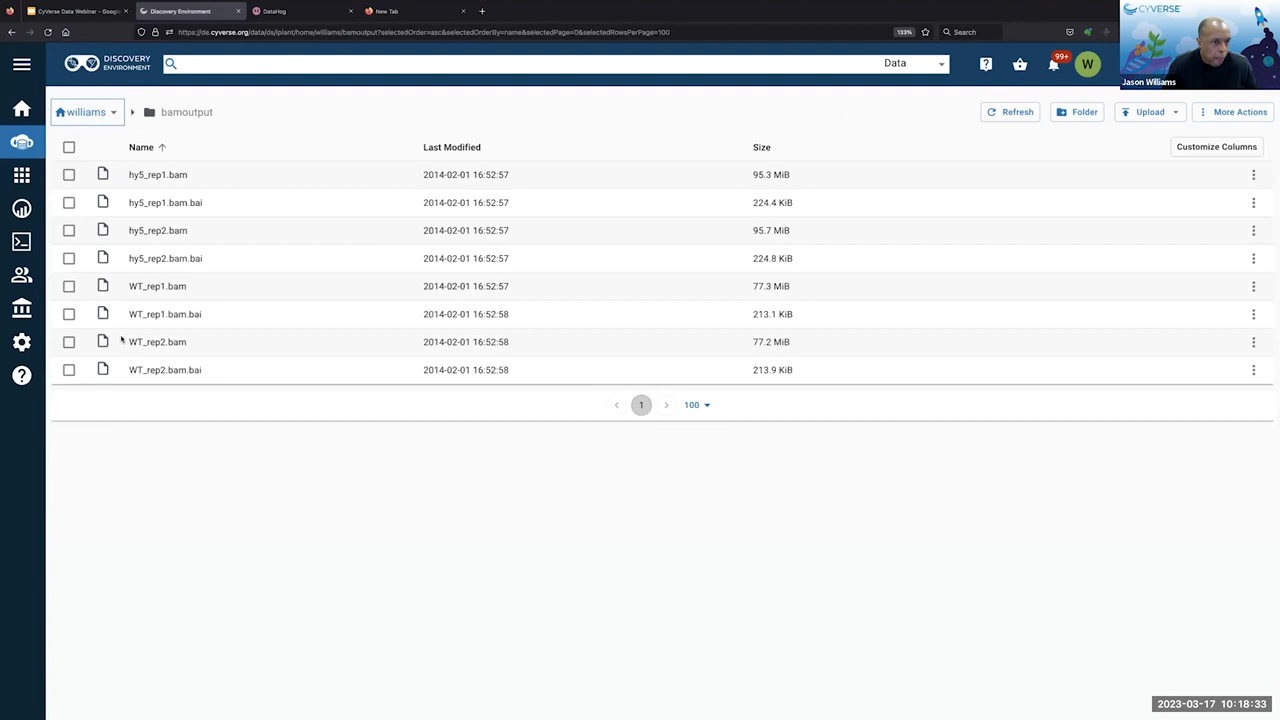 CyVerse Data Webinar - Google
Discovery Environment
DataHog
New Tab
https://de.cyverse.org/data/ds/iplant/home/williams/bamoutput?selectedOrder=asc&selectedOrderBy=name&selectedPage=0&selectedRowsPerPage=100
133%
Search
CYVERSE
Jason Williams
DISCOVERY
ENVIRONMENT
Data
99+
W
williams
bamoutput
Refresh
Folder
Upload
More Actions
Name Last Modified Size Customize Columns
hy5_rep1.bam 2014-02-01 16:52:57 95.3 MiB
hy5_rep1.bam.bai 2014-02-01 16:52:57 224.4 KiB
hy5_rep2.bam 2014-02-01 16:52:57 95.7 MiB
hy5_rep2.bam.bai 2014-02-01 16:52:57 224.8 KiB
WT_rep1.bam 2014-02-01 16:52:57 77.3 MiB
WT_rep1.bam.bai 2014-02-01 16:52:58 213.1 KiB
WT_rep2.bam 2014-02-01 16:52:58 77.2 MiB
WT_rep2.bam.bai 2014-02-01 16:52:58 213.9 KiB
1 100
2023-03-17 10:18:33